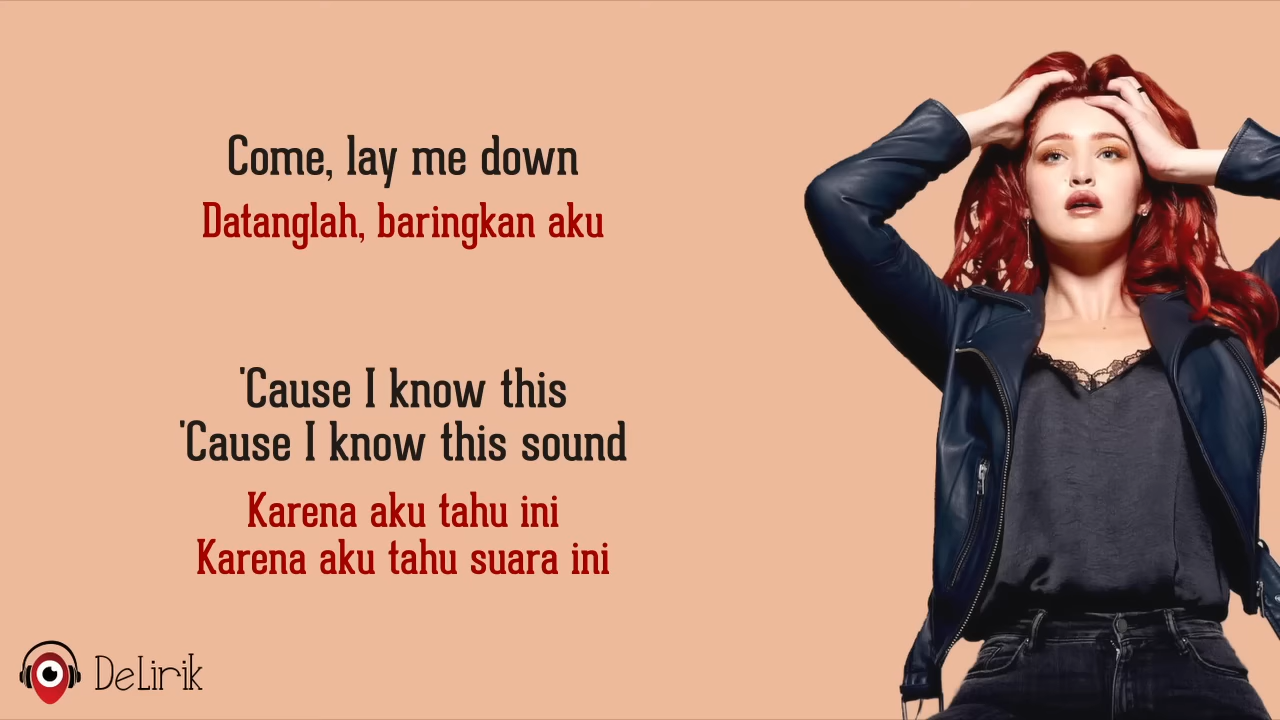 Come, lay me down
Datanglah, baringkan aku
'Cause I know this
'Cause I know this sound
Karena aku tahu ini
Karena aku tahu suara ini
DeLirik